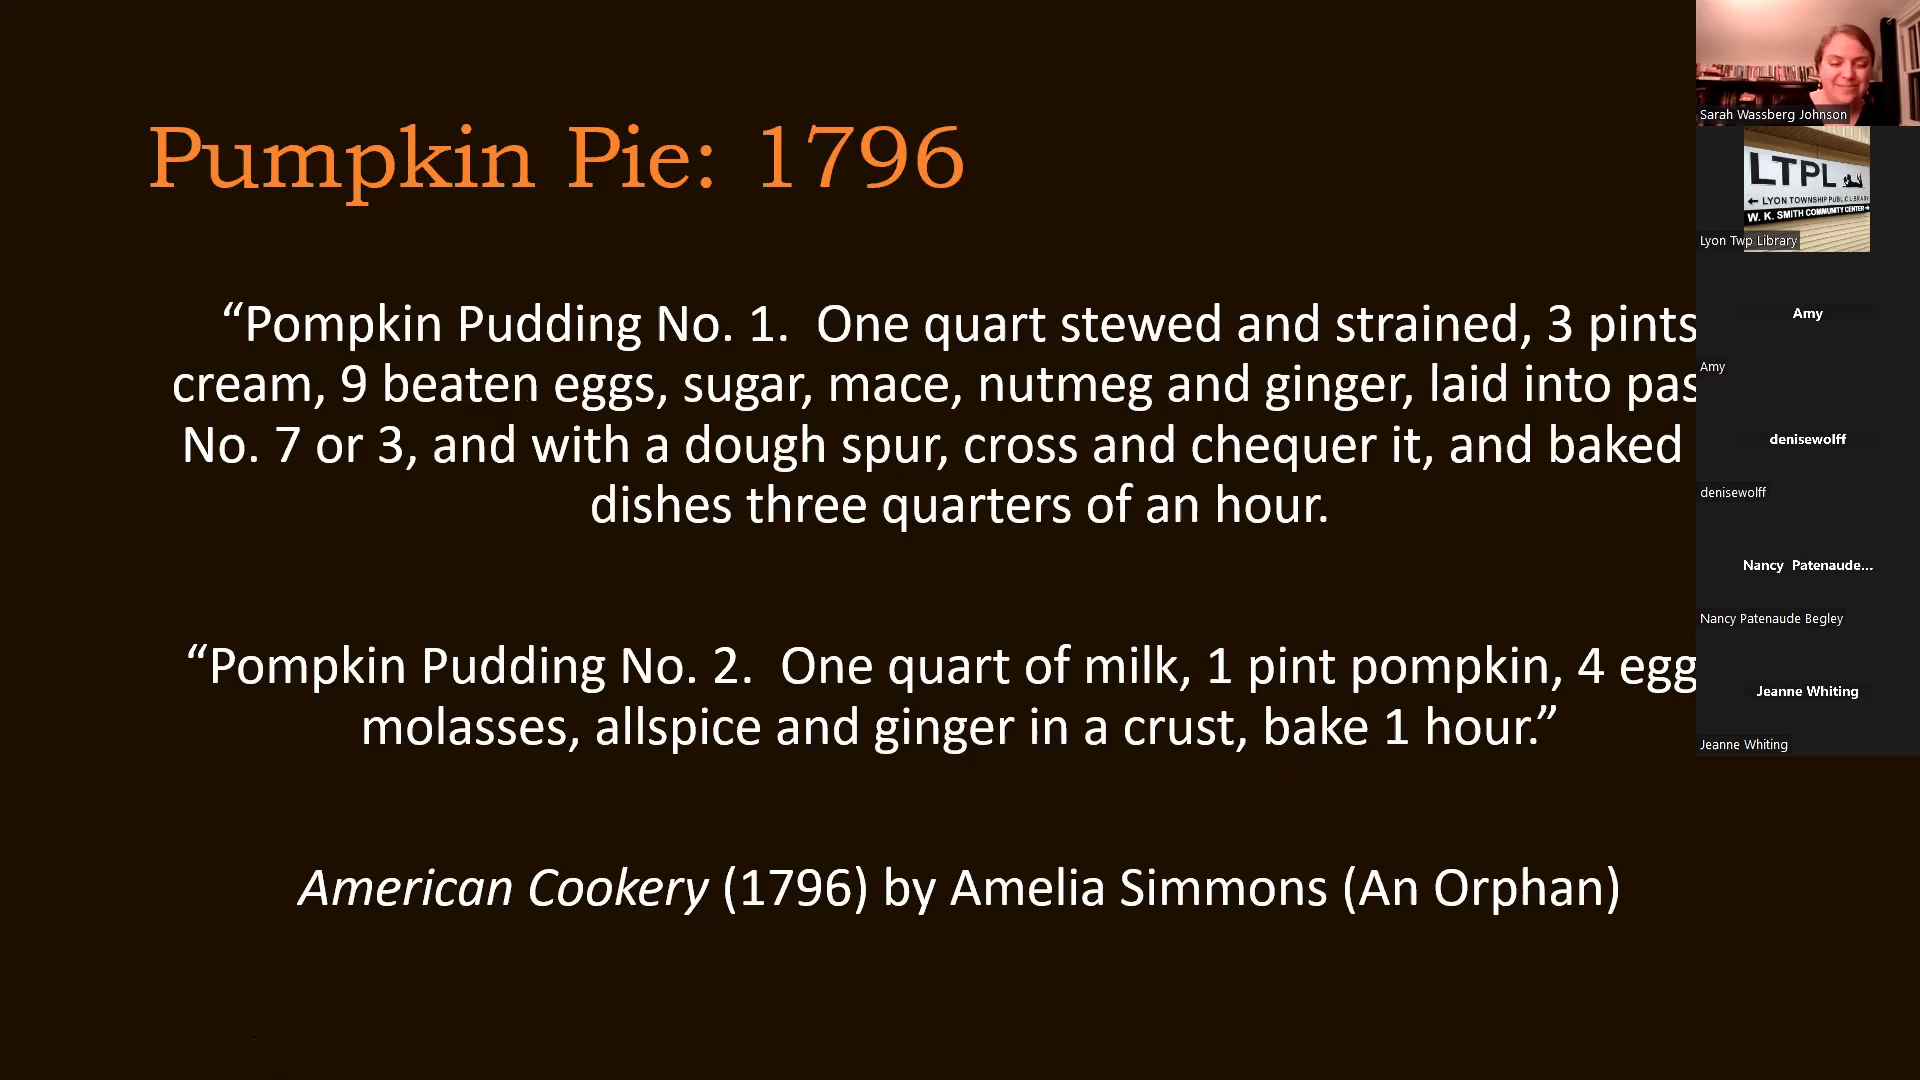 Pumpkin Pie: 1796
“Pompkin Pudding No. 1. One quart stewed and strained, 3 pints
cream, 9 beaten eggs, sugar, mace, nutmeg and ginger, laid into pas
No. 7 or 3, and with a dough spur, cross and chequer it, and baked
dishes three quarters of an hour.
“Pompkin Pudding No. 2. One quart of milk, 1 pint pompkin, 4 egg
molasses, allspice and ginger in a crust, bake 1 hour.”
American Cookery (1796) by Amelia Simmons (An Orphan)
Sarah Wassberg Johnson
LTPL
← LYON TOWNSHIP PUBLIC LIBRARY
W. K. SMITH COMMUNITY CENTER →
Lyon Twp Library
Amy
Amy
denisewolff
denisewolff
Nancy Patenaude...
Nancy Patenaude Begley
Jeanne Whiting
Jeanne Whiting